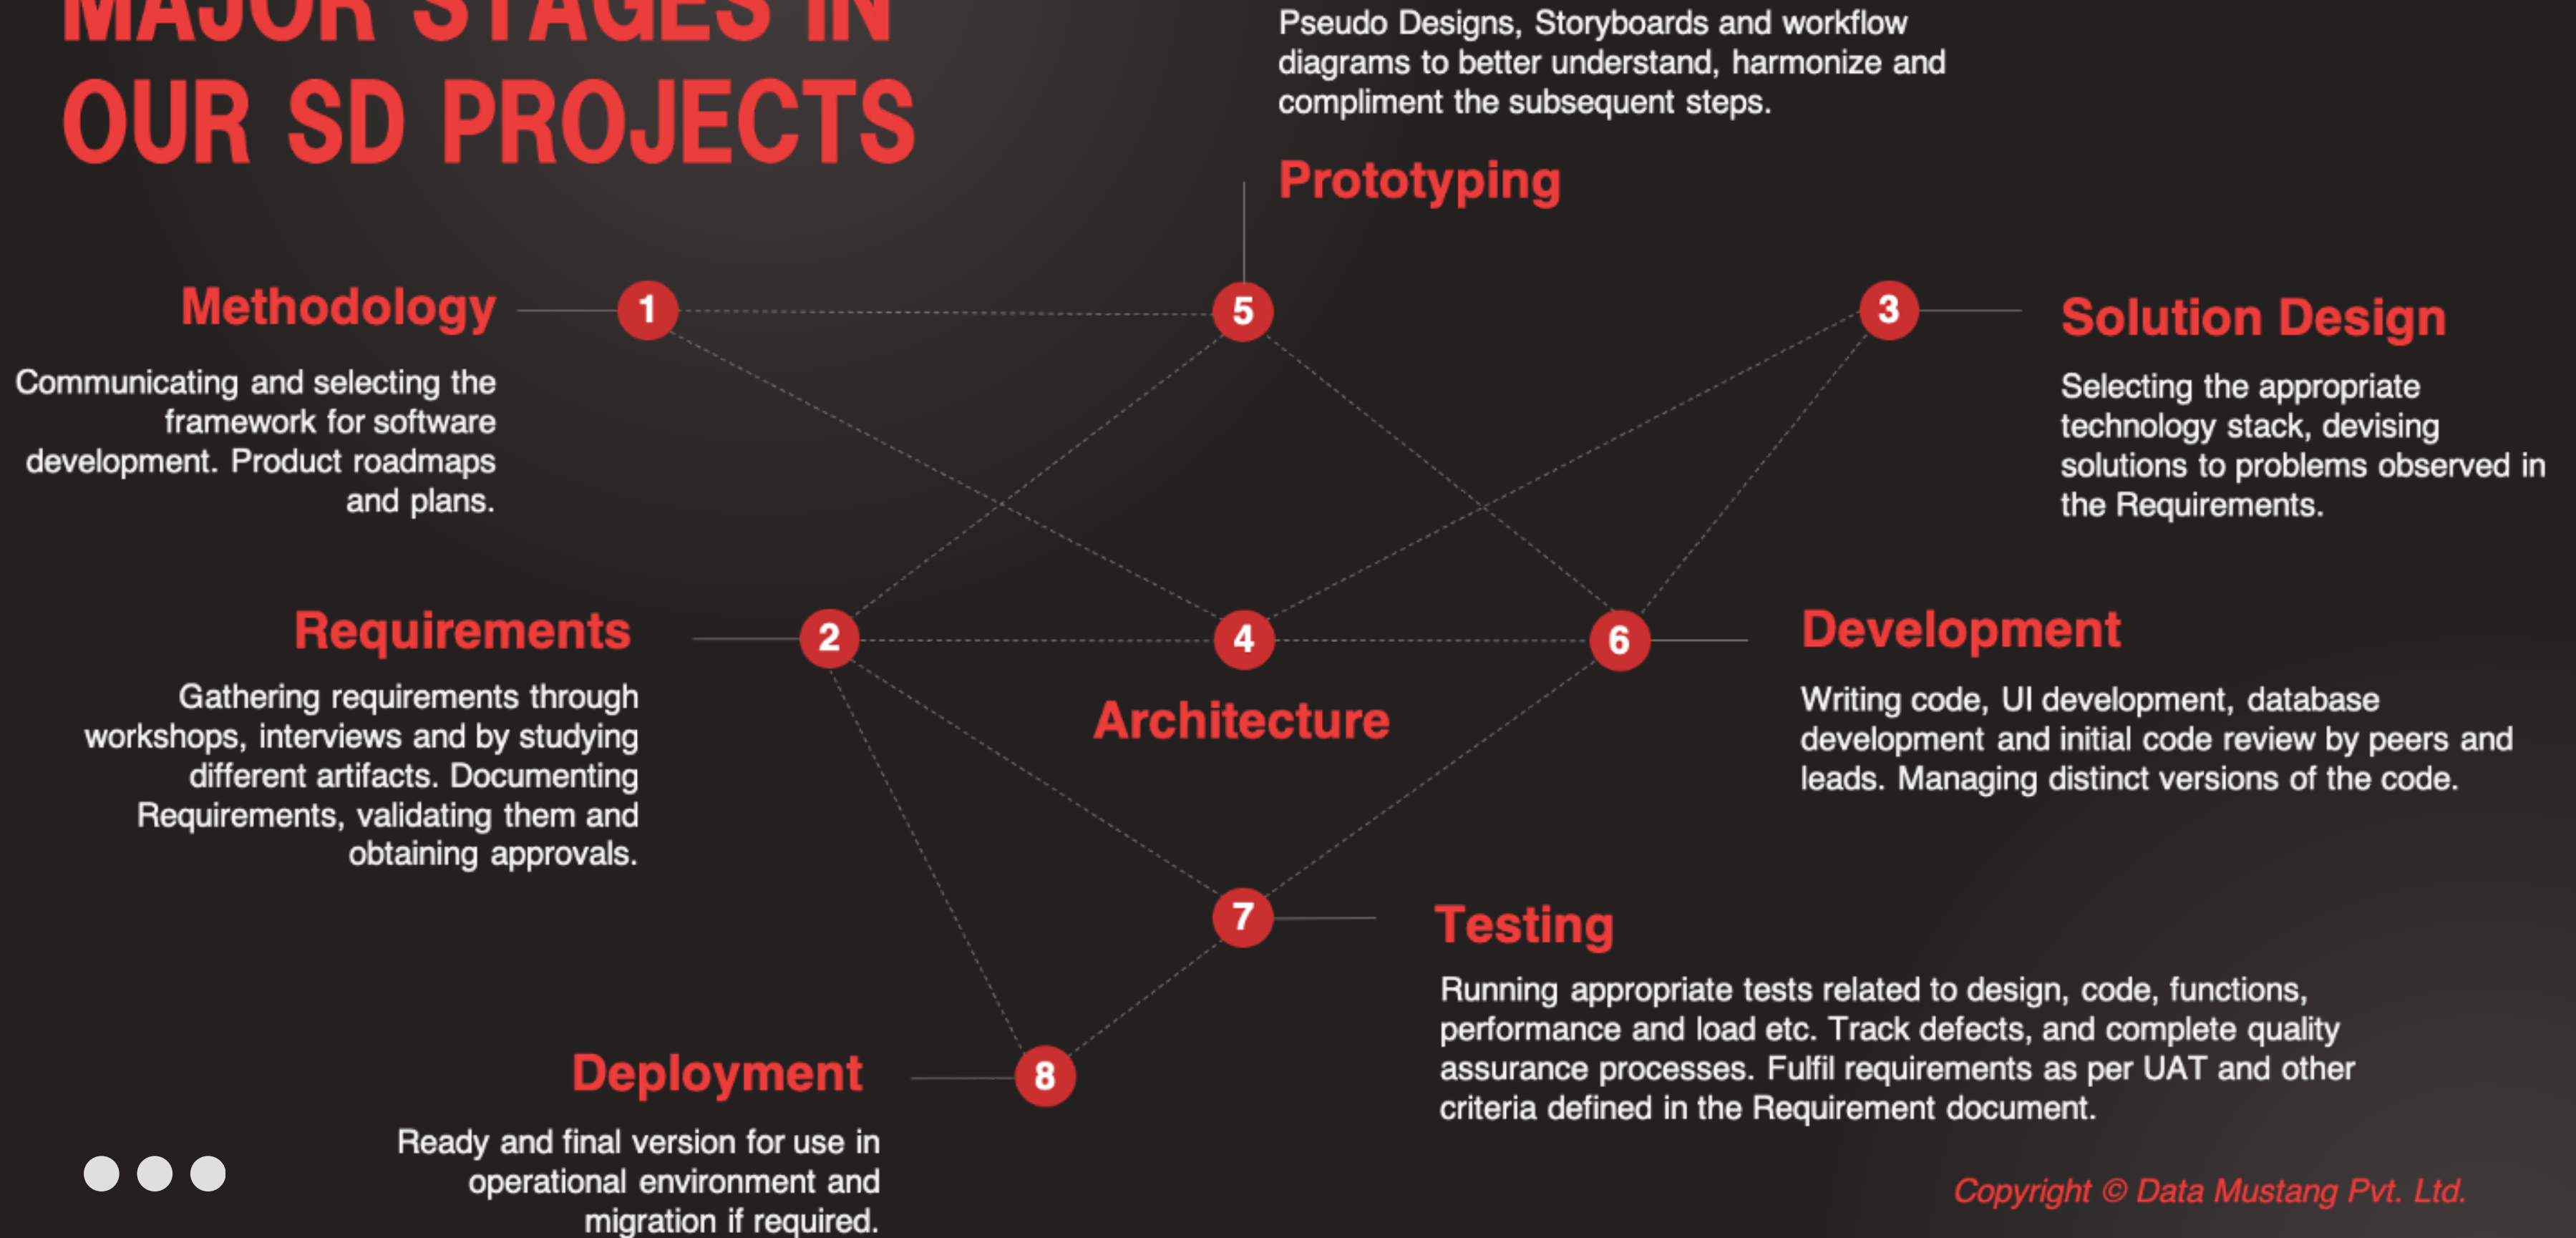 MAJOR STAGES IN
OUR SD PROJECTS
Pseudo Designs, Storyboards and workflow
diagrams to better understand, harmonize and
compliment the subsequent steps.
Prototyping
Methodology
1
5
3
Solution Design
Communicating and selecting the
framework for software
development. Product roadmaps
and plans.
Selecting the appropriate
technology stack, devising
solutions to problems observed in
the Requirements.
Requirements
2
4
6
Development
Gathering requirements through
workshops, interviews and by studying
different artifacts. Documenting
Requirements, validating them and
obtaining approvals.
Architecture
Writing code, UI development, database
development and initial code review by peers and
leads. Managing distinct versions of the code.
7
Testing
Running appropriate tests related to design, code, functions,
performance and load etc. Track defects, and complete quality
assurance processes. Fulfil requirements as per UAT and other
criteria defined in the Requirement document.
Deployment
8
Ready and final version for use in
operational environment and
migration if required.
Copyright © Data Mustang Pvt. Ltd.